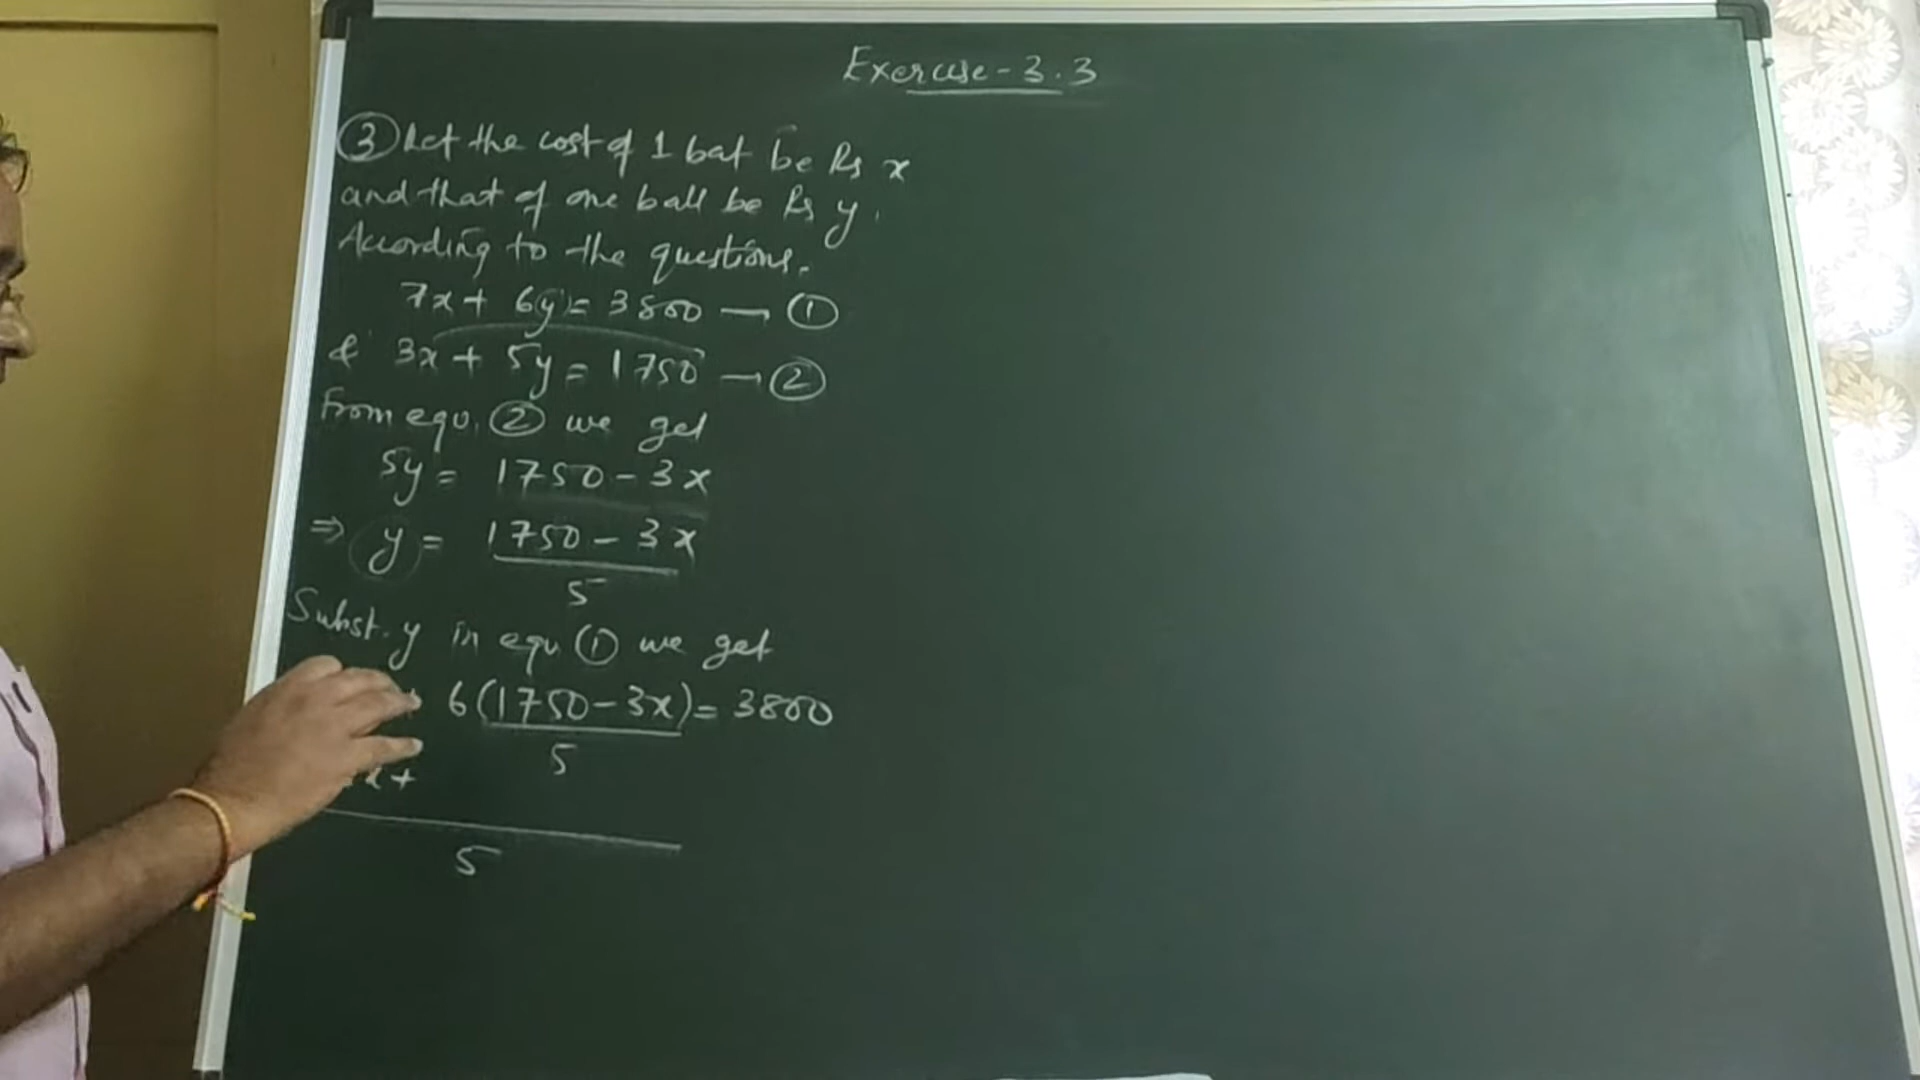 Exercise - 3.3
③ Let the cost of 1 bat be Rs x
and that of one ball be Rs y.
According to the questions.
7x + 6y = 3800 — ①
& 3x + 5y = 1750 — ②
From equ. ② we get
5y = 1750 - 3x
⇒ y = 1750 - 3x
5
Subst. y in equ. ① we get
6(1750 - 3x) = 3800
5
x +
5